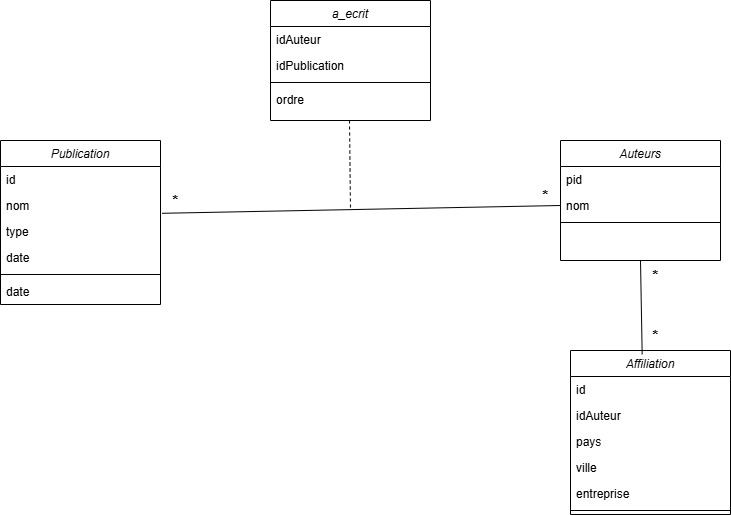 a_ecrit
idAuteur
idPublication
ordre
Publication
id
nom
type
date
date
*
*
Auteurs
pid
nom
*
*
Affiliation
id
idAuteur
pays
ville
entreprise